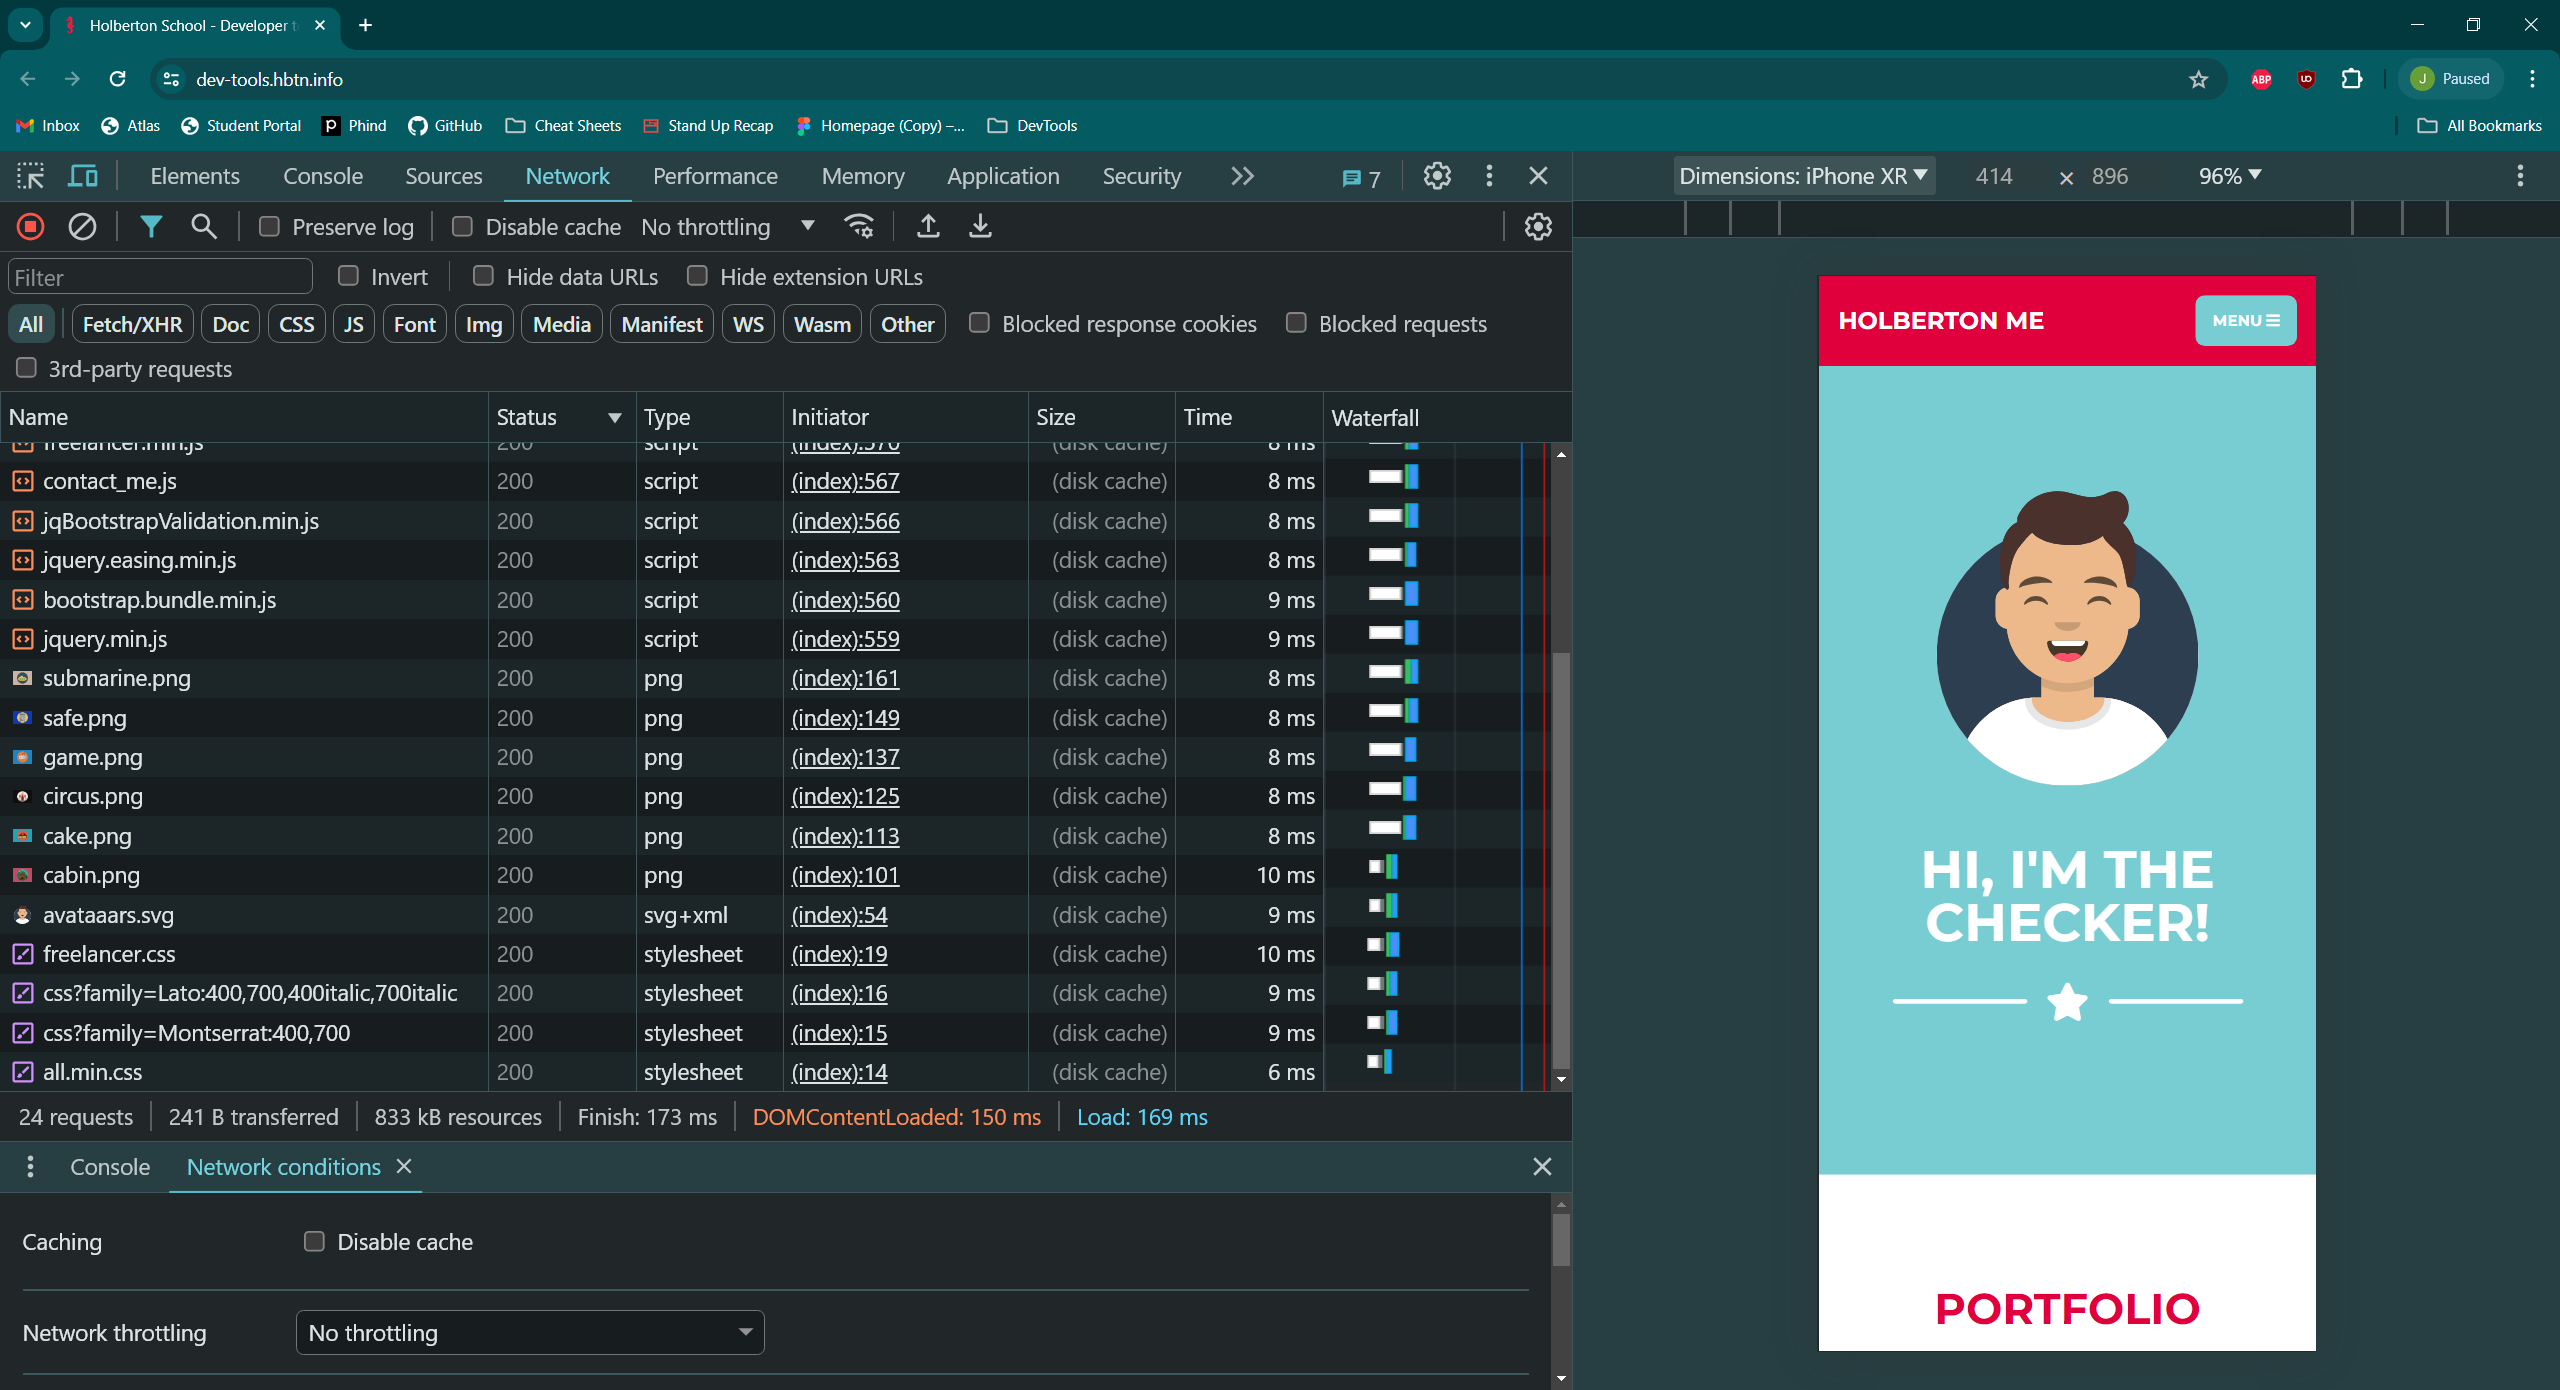 Holberton School - Developer t
dev-tools.hbtn.info
ABP
J Paused
Inbox Atlas Student Portal Phind GitHub Cheat Sheets Stand Up Recap Homepage (Copy) –... DevTools All Bookmarks
Elements Console Sources Network Performance Memory Application Security 7
Dimensions: iPhone XR 414 × 896 96%
Preserve log Disable cache No throttling
Filter Invert Hide data URLs Hide extension URLs
All Fetch/XHR Doc CSS JS Font Img Media Manifest WS Wasm Other Blocked response cookies Blocked requests
3rd-party requests
Name Status Type Initiator Size Time Waterfall
freelancer.min.js 200 script (index):570 (disk cache) 8 ms
contact_me.js 200 script (index):567 (disk cache) 8 ms
jqBootstrapValidation.min.js 200 script (index):566 (disk cache) 8 ms
jquery.easing.min.js 200 script (index):563 (disk cache) 8 ms
bootstrap.bundle.min.js 200 script (index):560 (disk cache) 9 ms
jquery.min.js 200 script (index):559 (disk cache) 9 ms
submarine.png 200 png (index):161 (disk cache) 8 ms
safe.png 200 png (index):149 (disk cache) 8 ms
game.png 200 png (index):137 (disk cache) 8 ms
circus.png 200 png (index):125 (disk cache) 8 ms
cake.png 200 png (index):113 (disk cache) 8 ms
cabin.png 200 png (index):101 (disk cache) 10 ms
avataaars.svg 200 svg+xml (index):54 (disk cache) 9 ms
freelancer.css 200 stylesheet (index):19 (disk cache) 10 ms
css?family=Lato:400,700,400italic,700italic 200 stylesheet (index):16 (disk cache) 9 ms
css?family=Montserrat:400,700 200 stylesheet (index):15 (disk cache) 9 ms
all.min.css 200 stylesheet (index):14 (disk cache) 6 ms
24 requests 241 B transferred 833 kB resources Finish: 173 ms DOMContentLoaded: 150 ms Load: 169 ms
Console Network conditions
Caching Disable cache
Network throttling No throttling
HOLBERTON ME MENU
HI, I'M THE
CHECKER!
PORTFOLIO